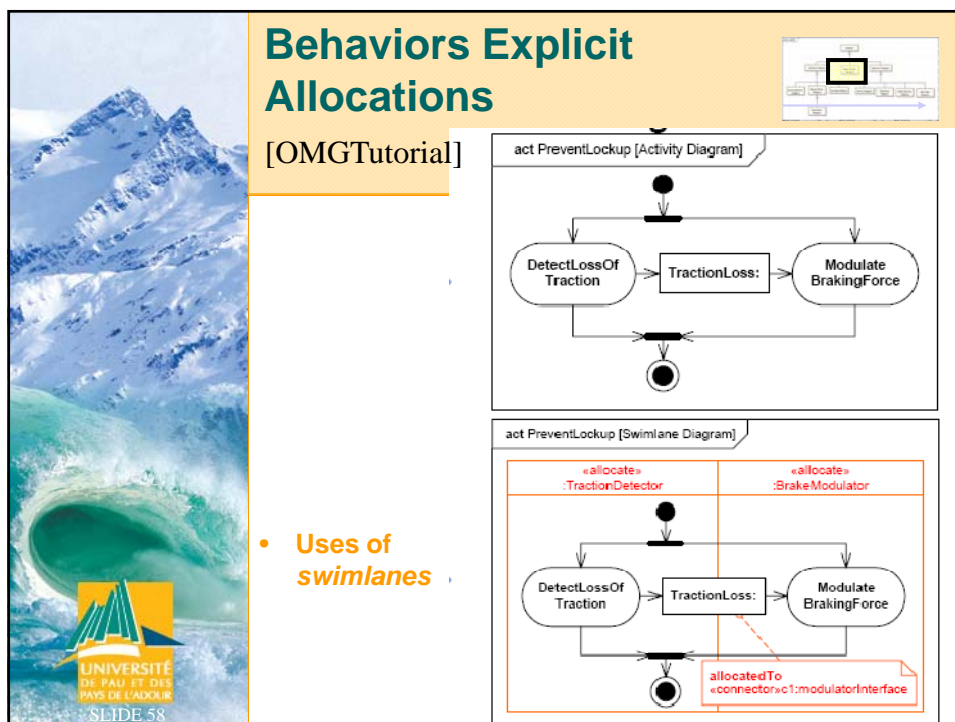 Behaviors Explicit
Allocations
[OMGTutorial]
act PreventLockup [Activity Diagram]
DetectLossOf
Traction
TractionLoss:
Modulate
BrakingForce
act PreventLockup [Swimlane Diagram]
«allocate»
:TractionDetector
«allocate»
:BrakeModulator
DetectLossOf
Traction
TractionLoss:
Modulate
BrakingForce
allocatedTo
«connector»c1:modulatorInterface
• Uses of
swimlanes
UNIVERSITÉ
DE PAU ET DES
PAYS DE L'ADOUR
SLIDE 58